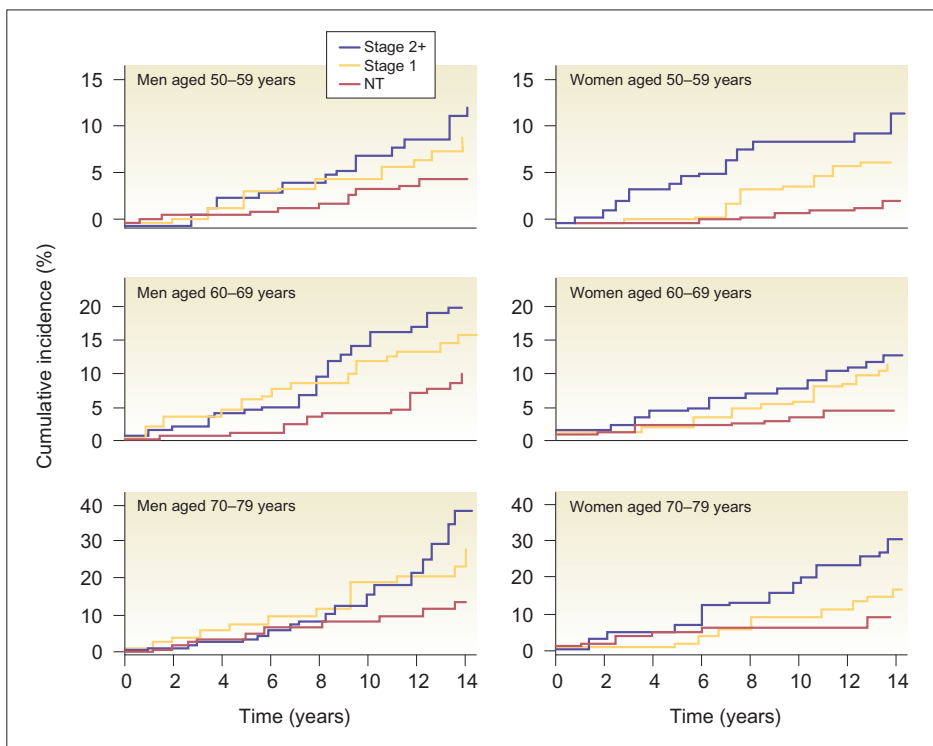 Stage 2+
Stage 1
NT
Men aged 50–59 years
15
10
5
0
Women aged 50–59 years
15
10
5
0
Cumulative incidence (%)
Men aged 60–69 years
20
15
10
5
0
Women aged 60–69 years
20
15
10
5
0
Men aged 70–79 years
40
30
20
10
0
0 2 4 6 8 10 12 14
Time (years)
Women aged 70–79 years
40
30
20
10
0
0 2 4 6 8 10 12 14
Time (years)